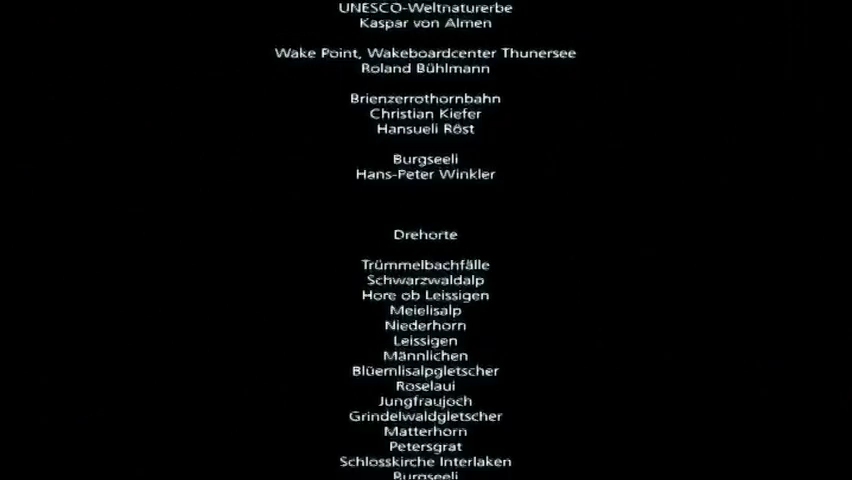 UNESCO-Weltnaturerbe
Kaspar von Almen
Wake Point, Wakeboardcenter Thunersee
Roland Bühlmann
Brienzerrothornbahn
Christian Kiefer
Hansueli Röst
Burgseeli
Hans-Peter Winkler
Drehorte
Trümmelbachfälle
Schwarzwaldalp
Hore ob Leissigen
Meielisalp
Niederhorn
Leissigen
Männlichen
Blüemlisalpgletscher
Roselaui
Jungfraujoch
Grindelwaldgletscher
Matterhorn
Petersgrat
Schlosskirche Interlaken
Burgseeli